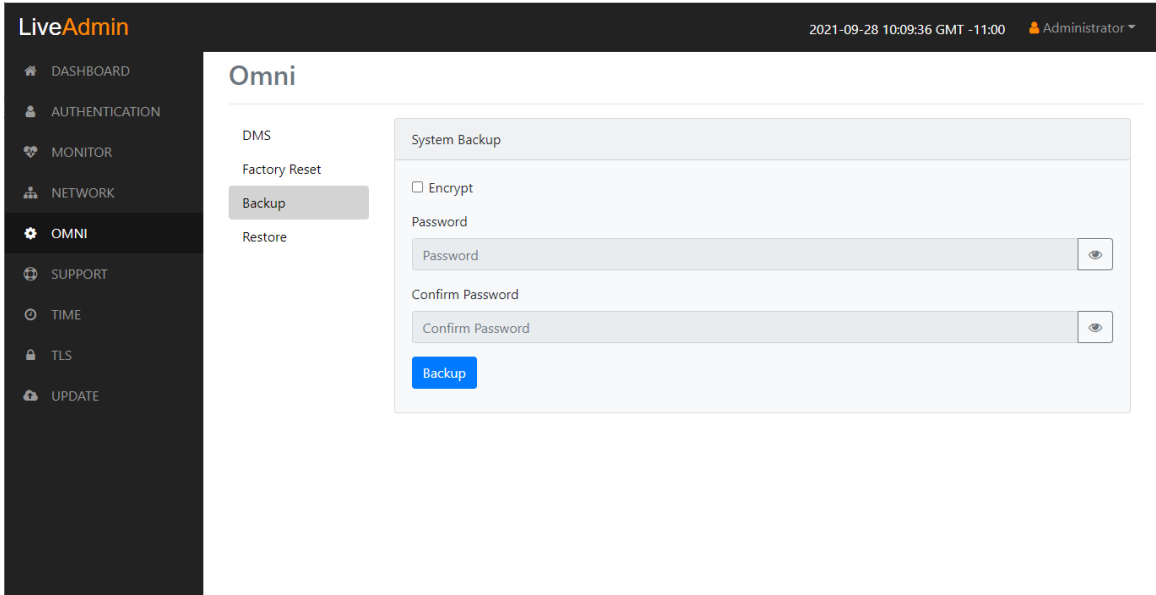 LiveAdmin
2021-09-28 10:09:36 GMT -11:00
Administrator
DASHBOARD
AUTHENTICATION
MONITOR
NETWORK
OMNI
SUPPORT
TIME
TLS
UPDATE
Omni
DMS
Factory Reset
Backup
Restore
System Backup
Encrypt
Password
Password
Confirm Password
Confirm Password
Backup